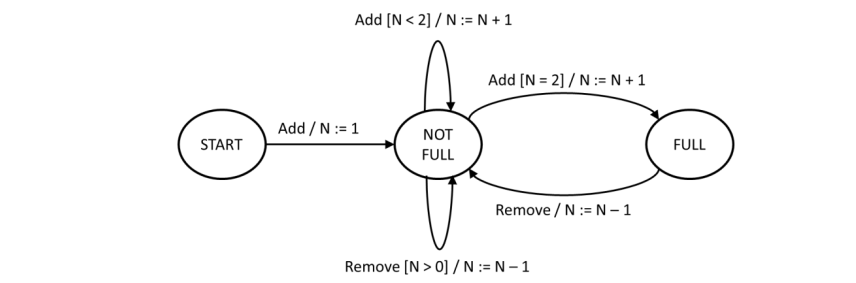 Add [N < 2] / N := N + 1
Add [N = 2] / N := N + 1
Add / N := 1
START
NOT
FULL
FULL
Remove / N := N – 1
Remove [N > 0] / N := N – 1